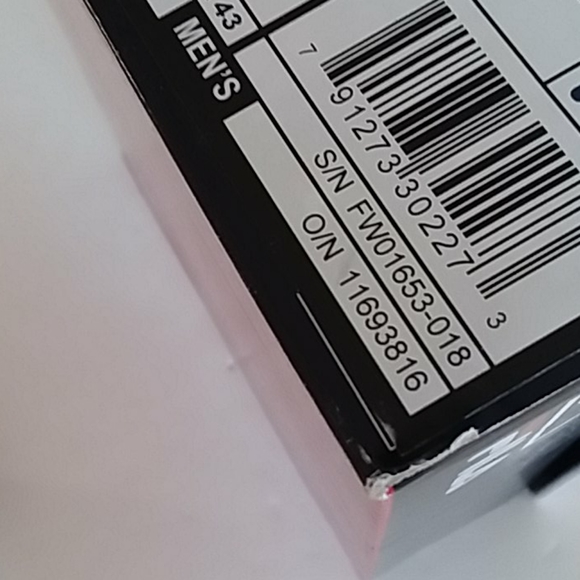 43
MEN'S
7 91273 30227 3
S/N FW01653-018
O/N 11693816